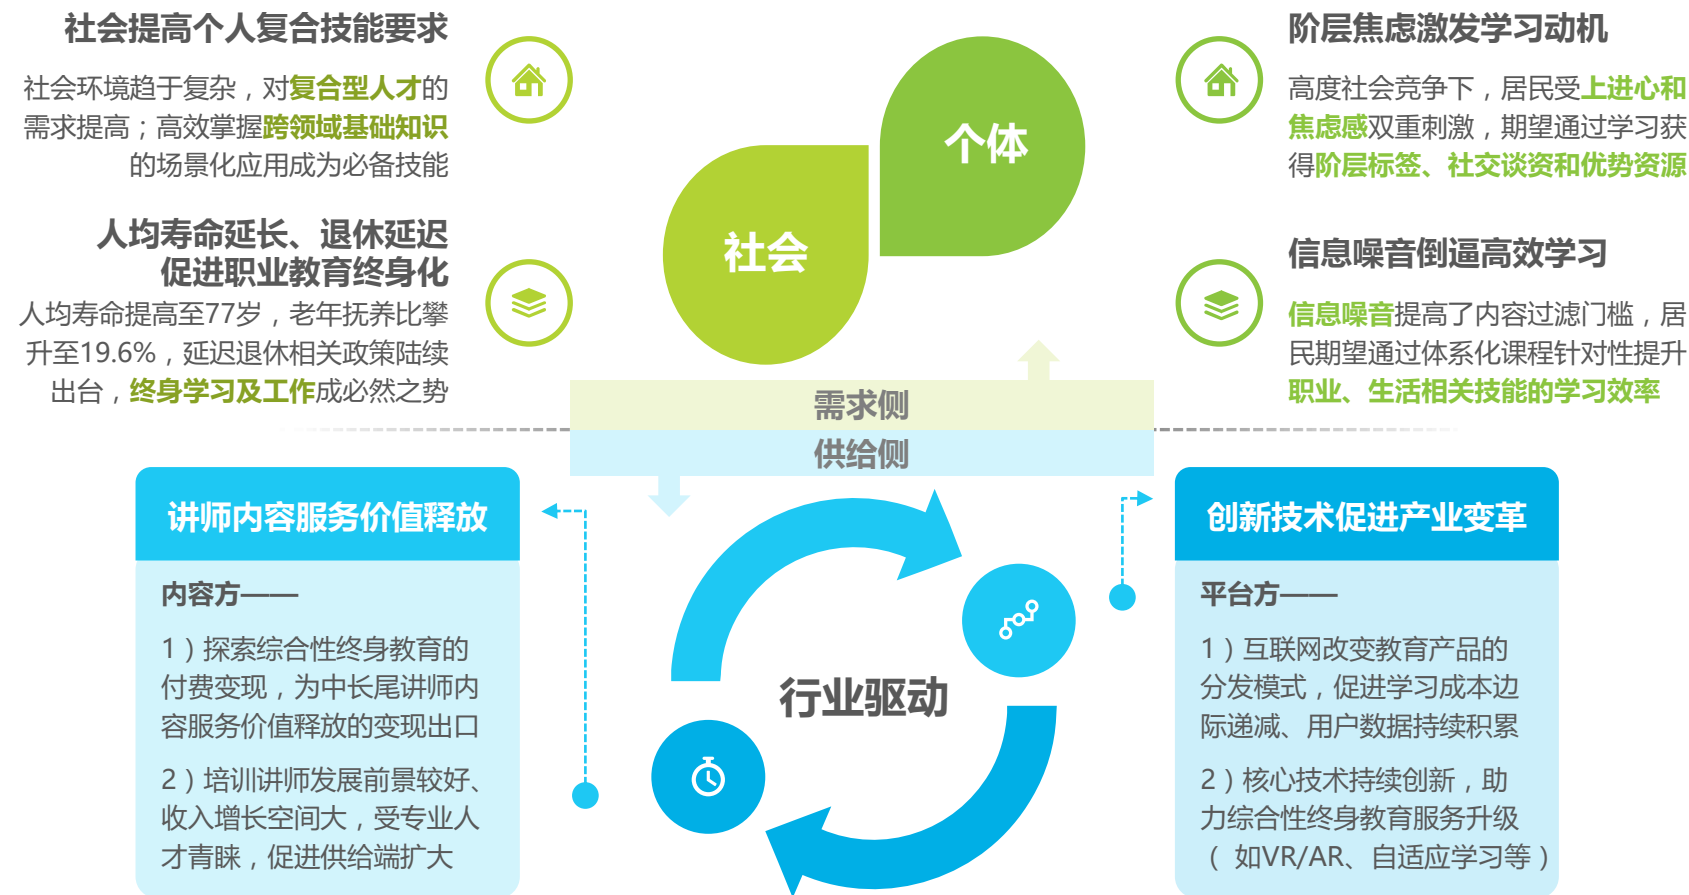 社会提高个人复合技能要求
社会环境趋于复杂，对复合型人才的
需求提高；高效掌握跨领域基础知识
的场景化应用成为必备技能
人均寿命延长、退休延迟
促进职业教育终身化
人均寿命提高至77岁，老年抚养比攀
升至19.6%，延迟退休相关政策陆续
出台，终身学习及工作成必然之势
个体
社会
阶层焦虑激发学习动机
高度社会竞争下，居民受上进心和
焦虑感双重刺激，期望通过学习获
得阶层标签、社交谈资和优势资源
信息噪音倒逼高效学习
信息噪音提高了内容过滤门槛，居
民期望通过体系化课程针对性提升
职业、生活相关技能的学习效率
需求侧
供给侧
讲师内容服务价值释放
内容方——
1）探索综合性终身教育的
付费变现，为中长尾讲师内
容服务价值释放的变现出口
2）培训讲师发展前景较好、
收入增长空间大，受专业人
才青睐，促进供给端扩大
行业驱动
创新技术促进产业变革
平台方——
1）互联网改变教育产品的
分发模式，促进学习成本边
际递减、用户数据持续积累
2）核心技术持续创新，助
力综合性终身教育服务升级
（ 如VR/AR、自适应学习等）